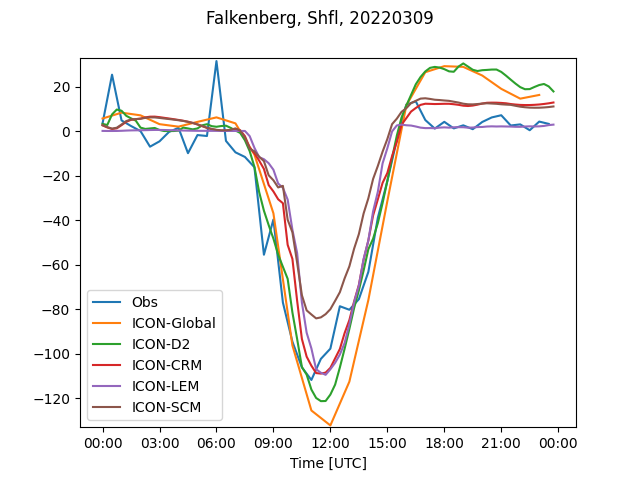 Falkenberg, Shfl, 20220309
20
0
−20
−40
−60
−80
−100
−120
Obs
ICON-Global
ICON-D2
ICON-CRM
ICON-LEM
ICON-SCM
00:00 03:00 06:00 09:00 12:00 15:00 18:00 21:00 00:00
Time [UTC]